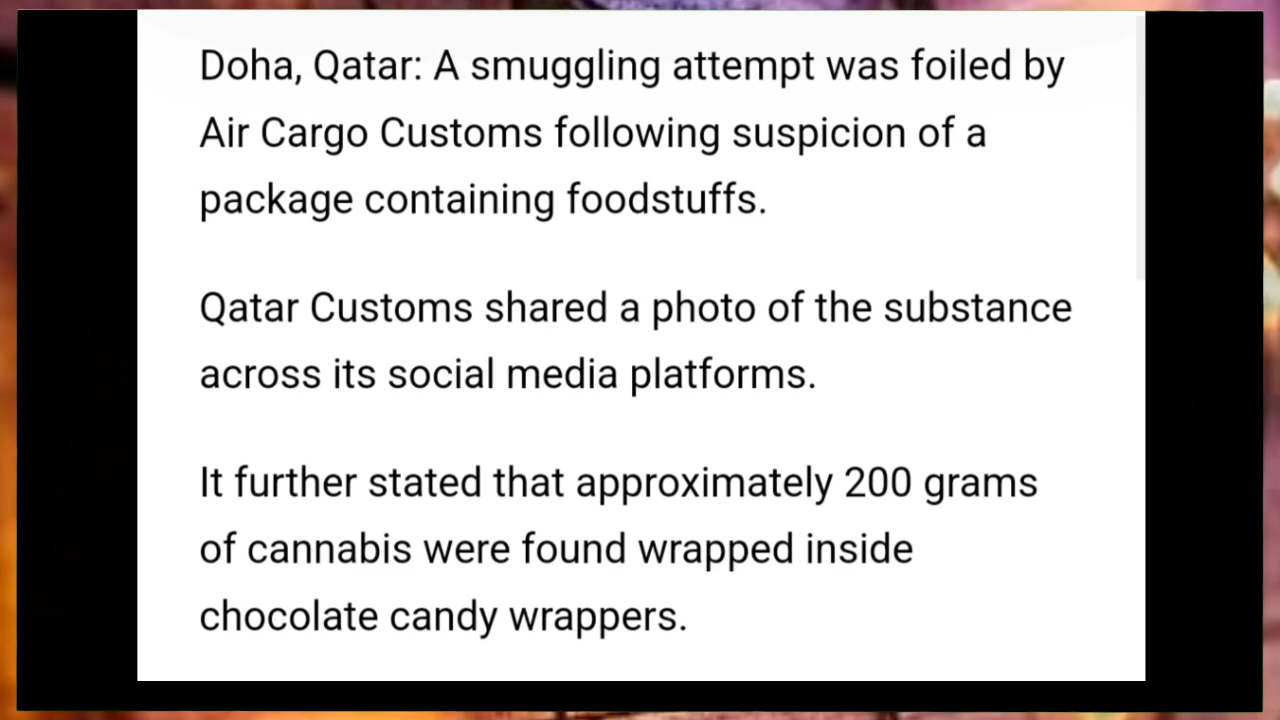 Doha, Qatar: A smuggling attempt was foiled by
Air Cargo Customs following suspicion of a
package containing foodstuffs.
Qatar Customs shared a photo of the substance
across its social media platforms.
It further stated that approximately 200 grams
of cannabis were found wrapped inside
chocolate candy wrappers.